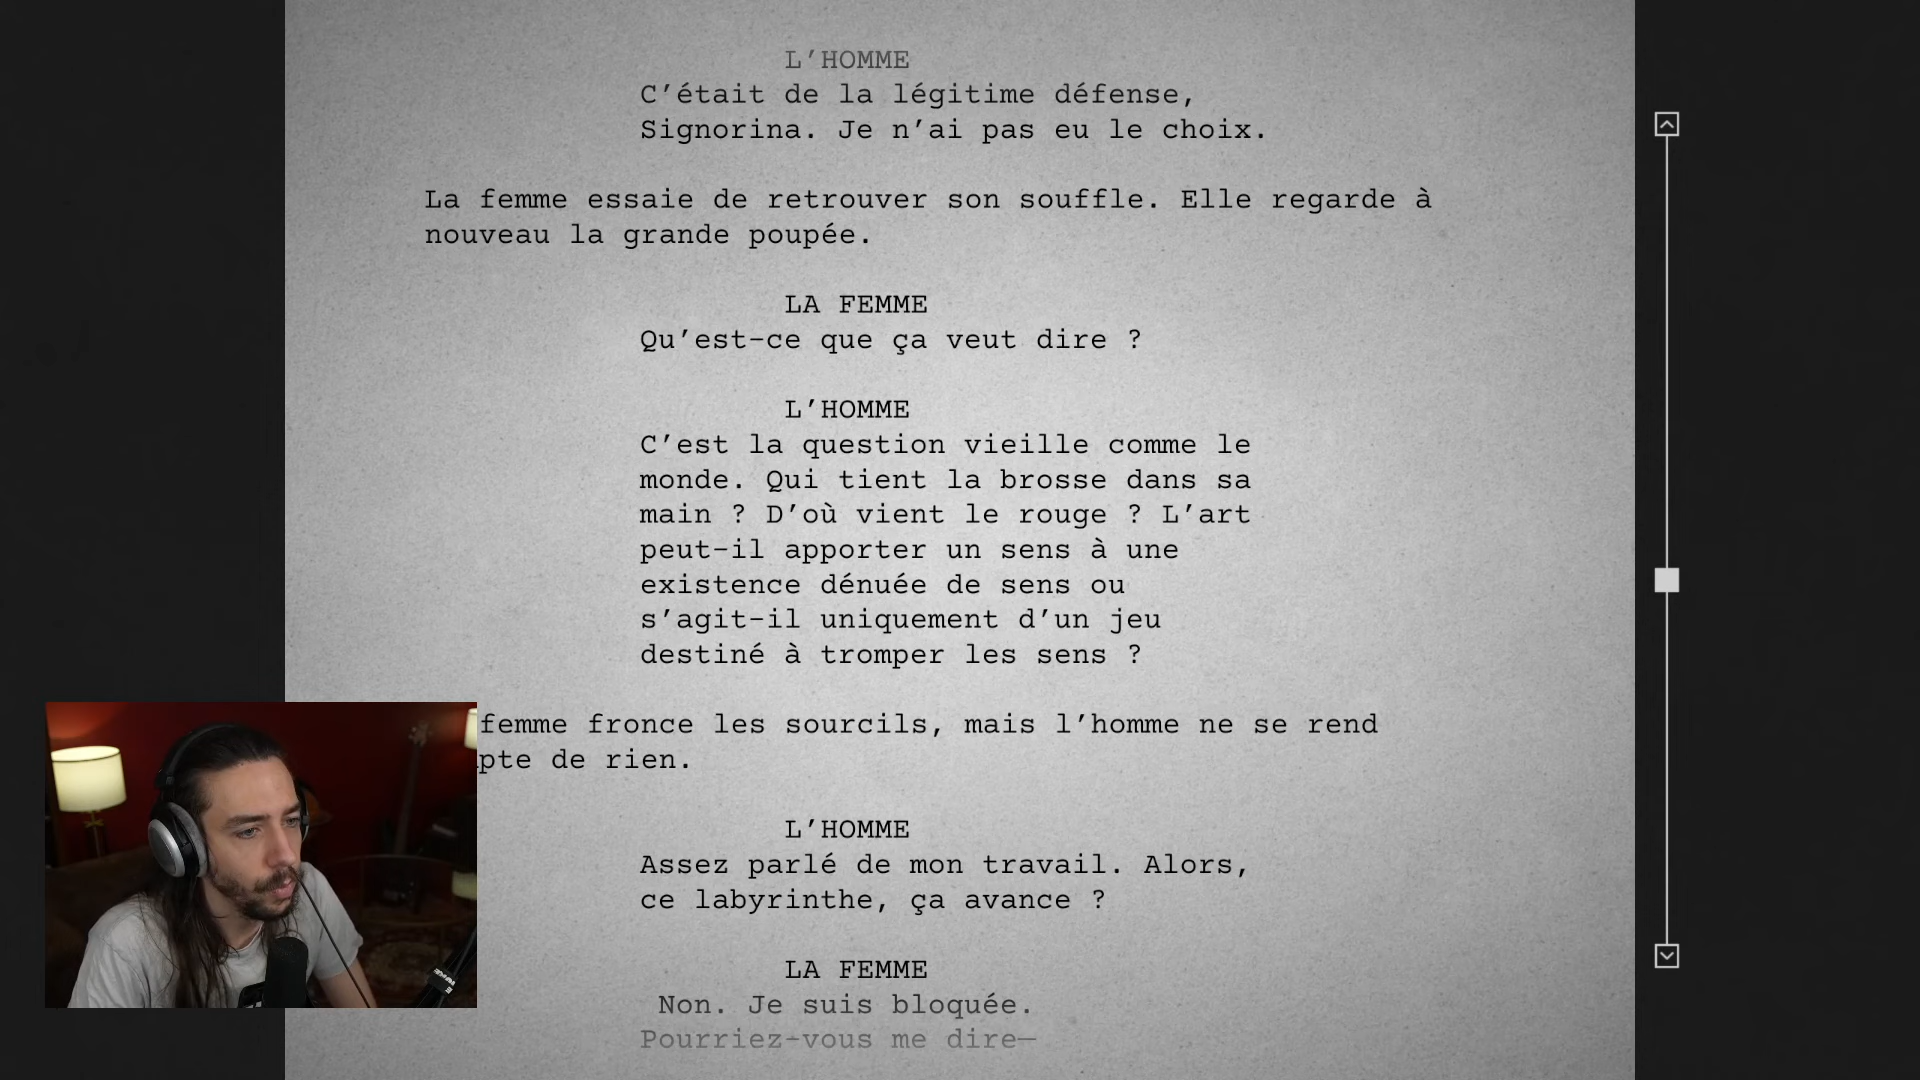 L’HOMME
C’était de la légitime défense,
Signorina. Je n’ai pas eu le choix.
La femme essaie de retrouver son souffle. Elle regarde à
nouveau la grande poupée.
LA FEMME
Qu’est-ce que ça veut dire ?
L’HOMME
C’est la question vieille comme le
monde. Qui tient la brosse dans sa
main ? D’où vient le rouge ? L’art
peut-il apporter un sens à une
existence dénuée de sens ou
s’agit-il uniquement d’un jeu
destiné à tromper les sens ?
femme fronce les sourcils, mais l’homme ne se rend
pte de rien.
L’HOMME
Assez parlé de mon travail. Alors,
ce labyrinthe, ça avance ?
LA FEMME
Non. Je suis bloquée.
Pourriez-vous me dire—